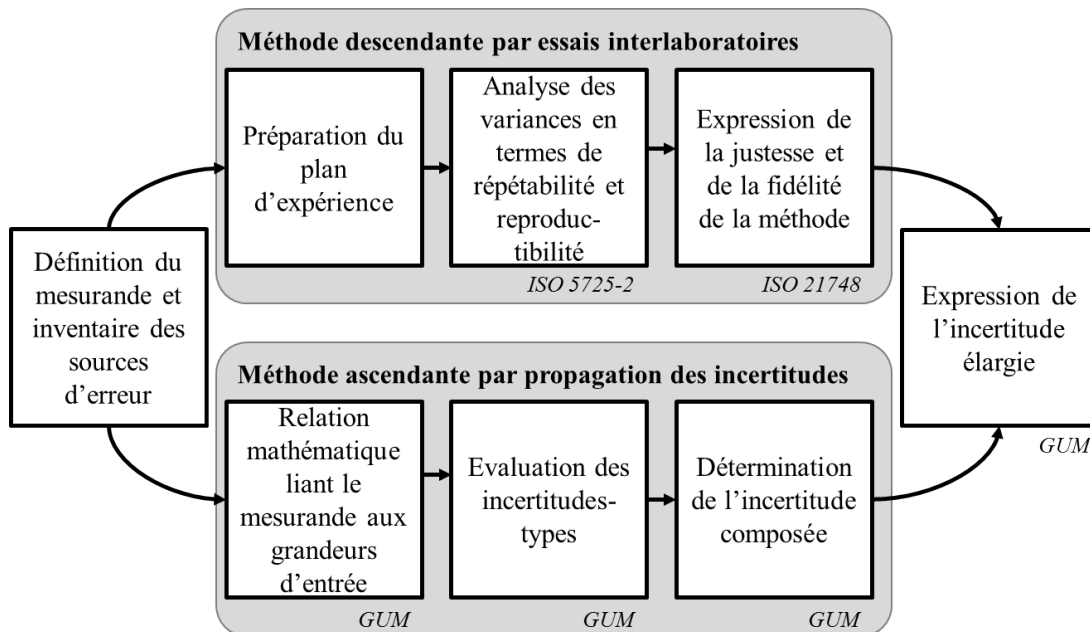 Méthode descendante par essais interlaboratoires
Préparation du
plan
d’expérience
Analyse des
variances en
termes de
répétabilité et
reproduc-
tibilité
ISO 5725-2
Expression de
la justesse et
de la fidélité
de la méthode
ISO 21748
Définition du
mesurande et
inventaire des
sources
d’erreur
Expression de
l’incertitude
élargie
GUM
Méthode ascendante par propagation des incertitudes
Relation
mathématique
liant le
mesurande aux
grandeurs
d’entrée
GUM
Evaluation des
incertitudes-
types
GUM
Détermination
de l’incertitude
composée
GUM